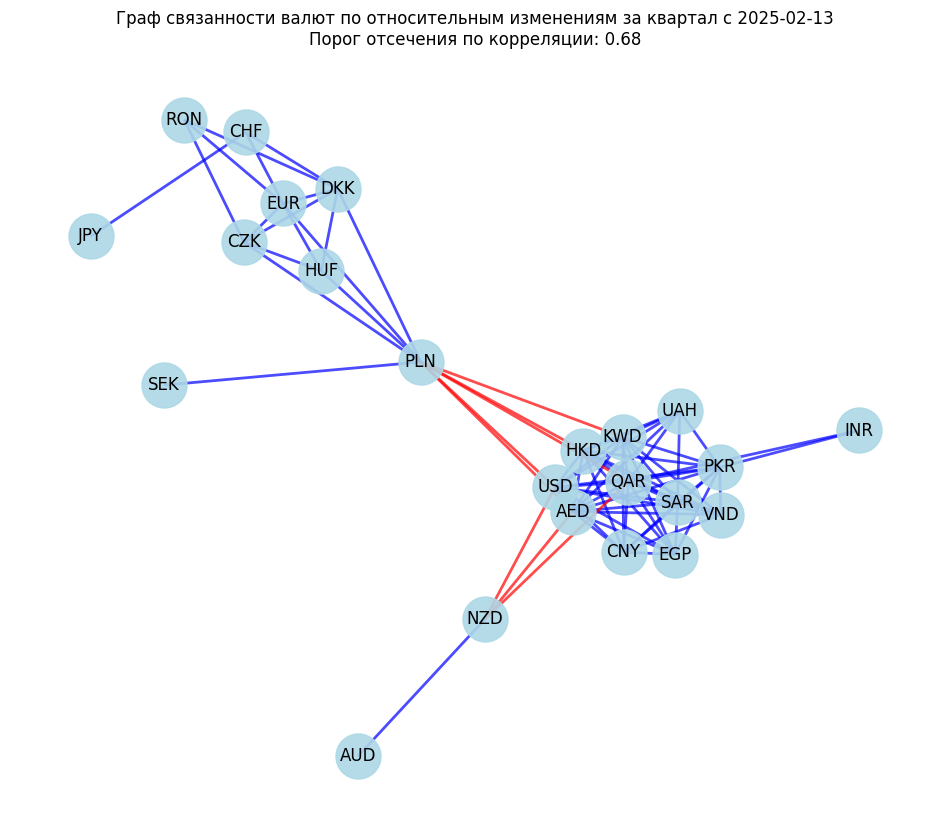 Граф связанности валют по относительным изменениям за квартал с 2025-02-13
Порог отсечения по корреляции: 0.68
RON
CHF
DKK
EUR
JPY
CZK
HUF
PLN
SEK
UAH
INR
KWD
HKD
PKR
QAR
USD
SAR
AED
VND
CNY
EGP
NZD
AUD